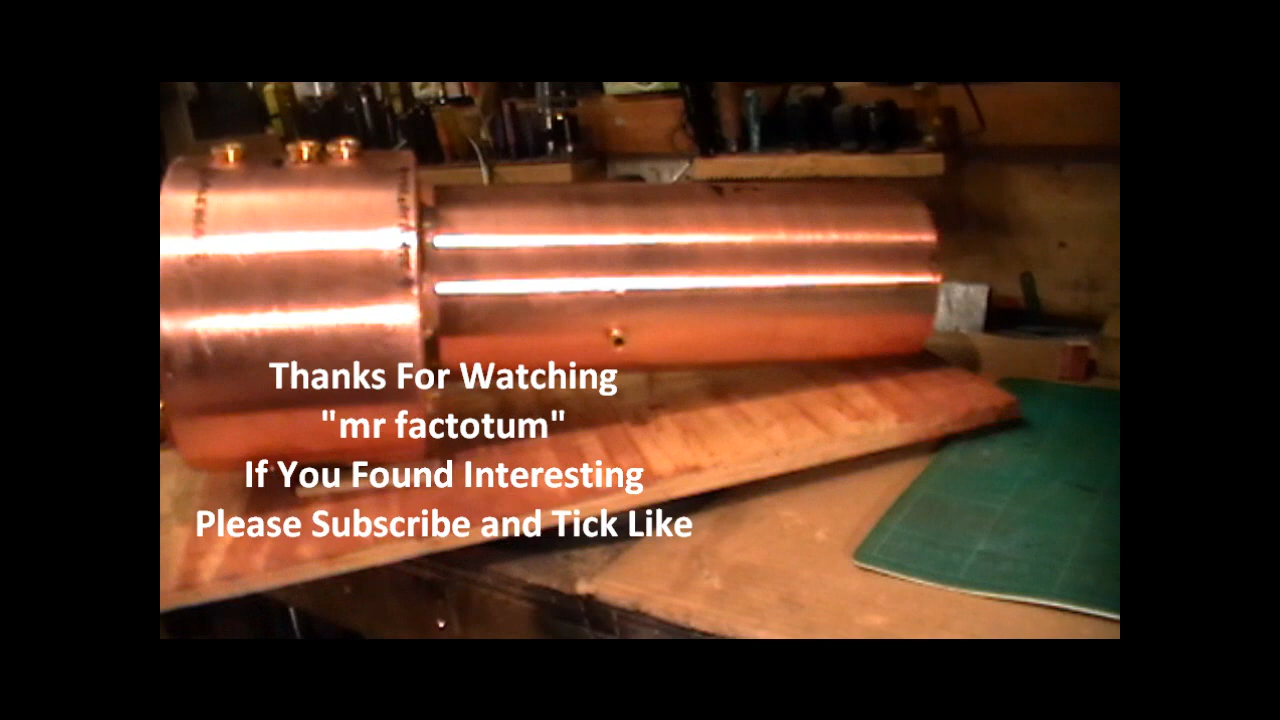 Thanks For Watching
"mr factotum"
If You Found Interesting
Please Subscribe and Tick Like